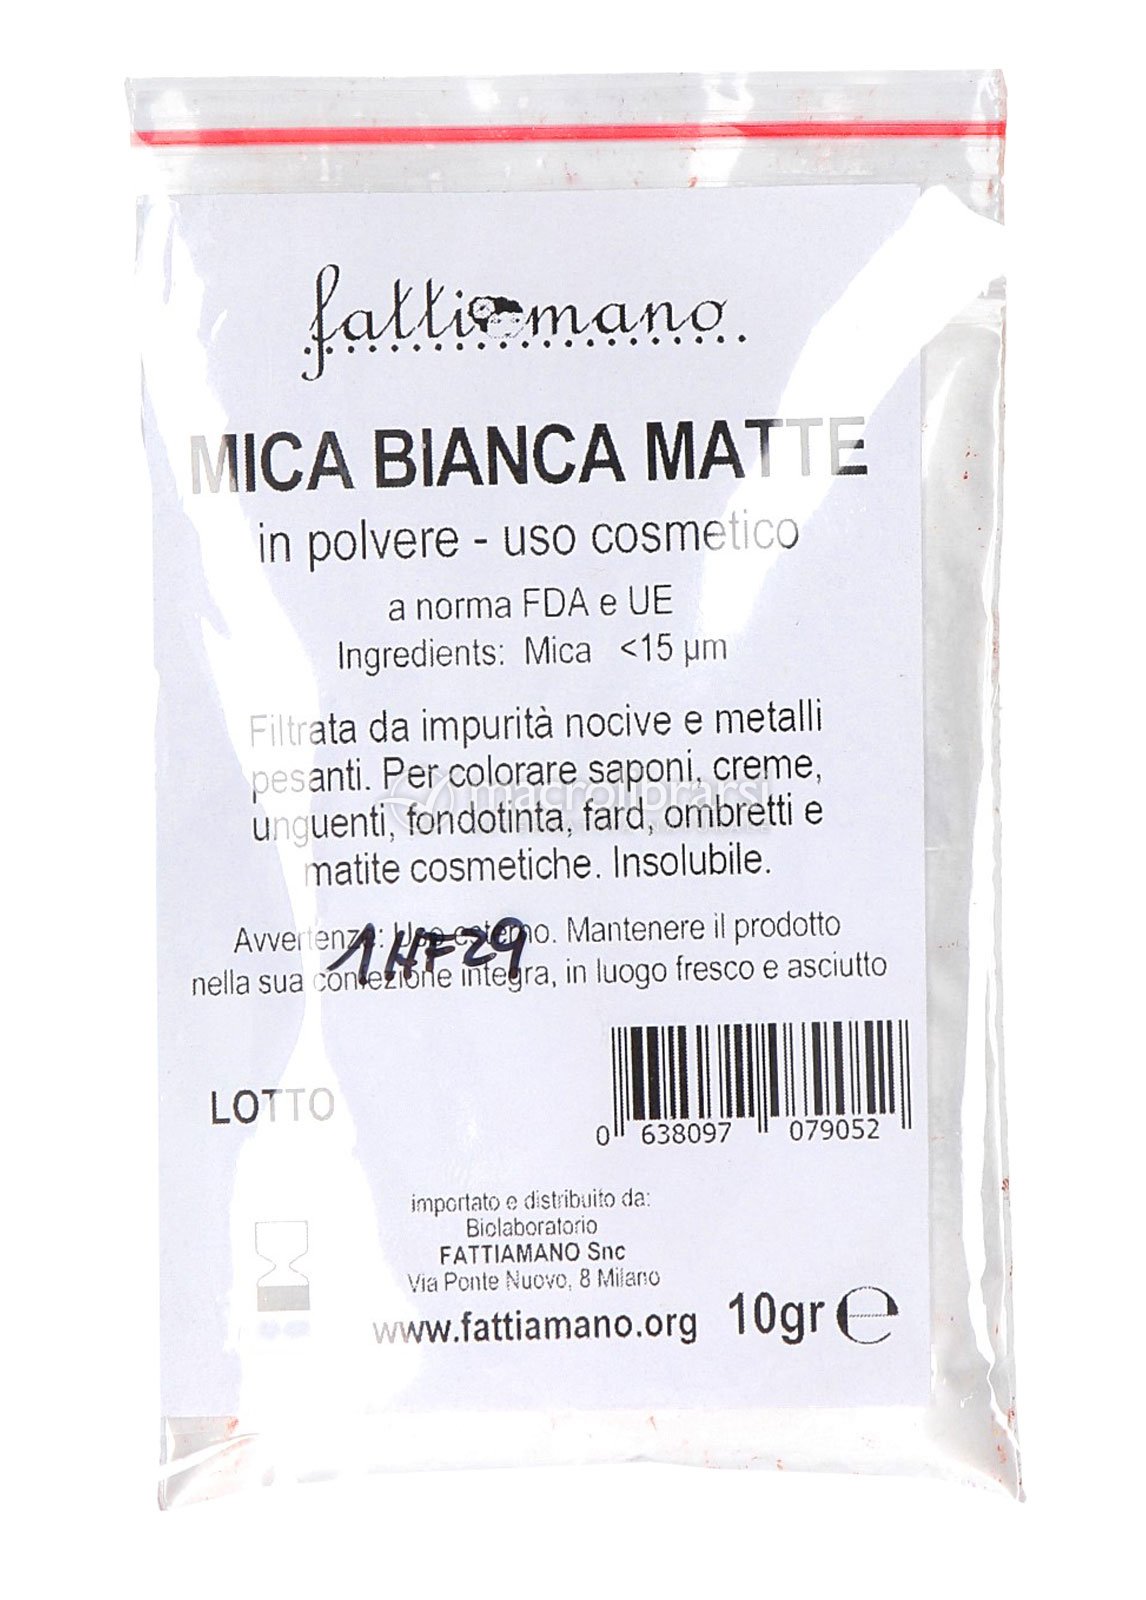 fattiamano
MICA BIANCA MATTE
in polvere - uso cosmetico
a norma FDA e UE
Ingredients: Mica <15 µm
Filtrata da impurità nocive e metalli
pesanti. Per colorare saponi, creme,
unguenti, fondotinta, fard, ombretti e
matite cosmetiche. Insolubile.
macrolibrarsi
Avvertenza: Uso esterno. Mantenere il prodotto
nella sua confezione integra, in luogo fresco e asciutto
1HF29
LOTTO
0 638097 079052
importato e distribuito da:
Biolaboratorio
FATTIAMANO Snc
Via Ponte Nuovo, 8 Milano
www.fattiamano.org
10gr ℮